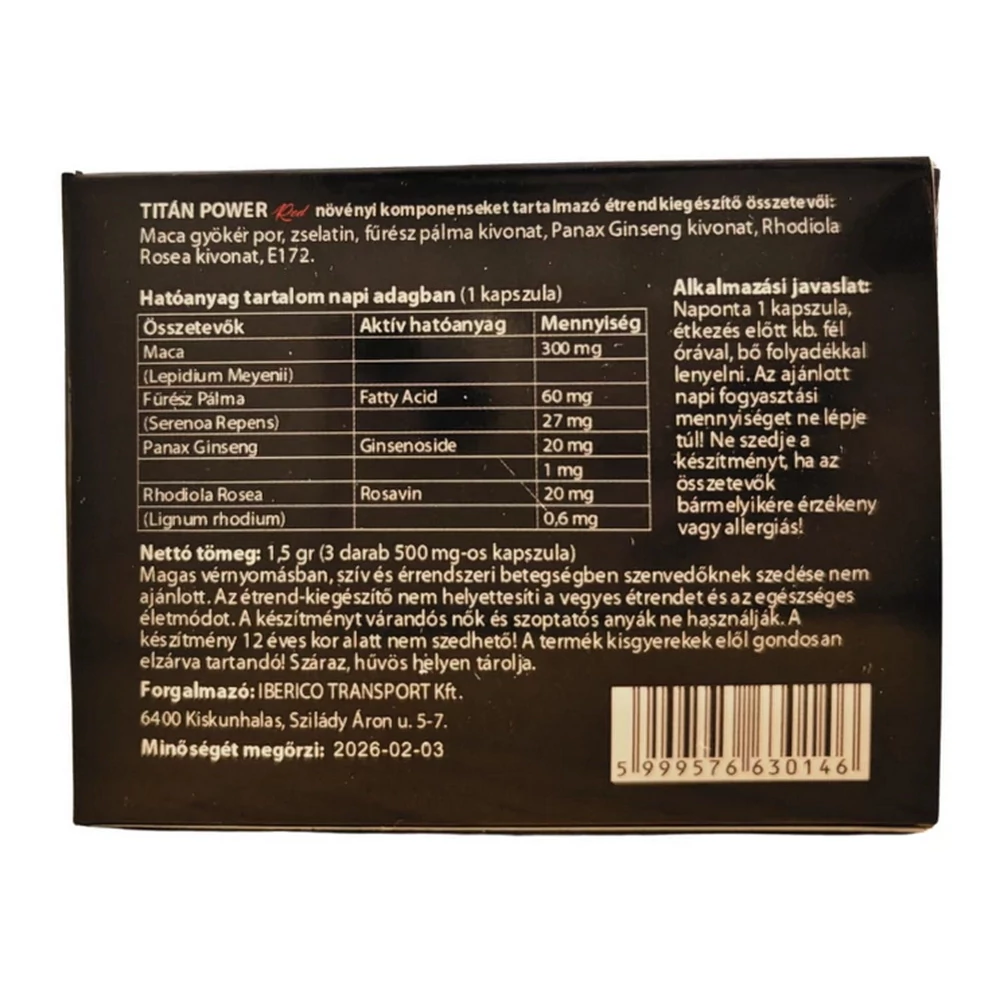 TITÁN POWER Red növényi komponenseket tartalmazó étrendkiegészítő összetevői:
Maca gyökér por, zselatin, fűrész pálma kivonat, Panax Ginseng kivonat, Rhodiola
Rosea kivonat, E172.
Hatóanyag tartalom napi adagban (1 kapszula)
Összetevők Aktív hatóanyag Mennyiség
Maca 300 mg
(Lepidium Meyenii)
Fűrész Pálma Fatty Acid 60 mg
(Serenoa Repens) 27 mg
Panax Ginseng Ginsenoside 20 mg
1 mg
Rhodiola Rosea Rosavin 20 mg
(Lignum rhodium) 0,6 mg
Alkalmazási javaslat:
Naponta 1 kapszula,
étkezés előtt kb. fél
órával, bő folyadékkal
lenyelni. Az ajánlott
napi fogyasztási
mennyiséget ne lépje
túl! Ne szedje a
készítményt, ha az
összetevők
bármelyikére érzékeny
vagy allergiás!
Nettó tömeg: 1,5 gr (3 darab 500 mg-os kapszula)
Magas vérnyomásban, szív és érrendszeri betegségben szenvedőknek szedése nem
ajánlott. Az étrend-kiegészítő nem helyettesíti a vegyes étrendet és az egészséges
életmódot. A készítményt várandós nők és szoptatós anyák ne használják. A
készítmény 12 éves kor alatt nem szedhető! A termék kisgyerekek elől gondosan
elzárva tartandó! Száraz, hűvös helyen tárolja.
Forgalmazó: IBERICO TRANSPORT Kft.
6400 Kiskunhalas, Szilády Áron u. 5-7.
Minőségét megőrzi: 2026-02-03
5 999576 630146